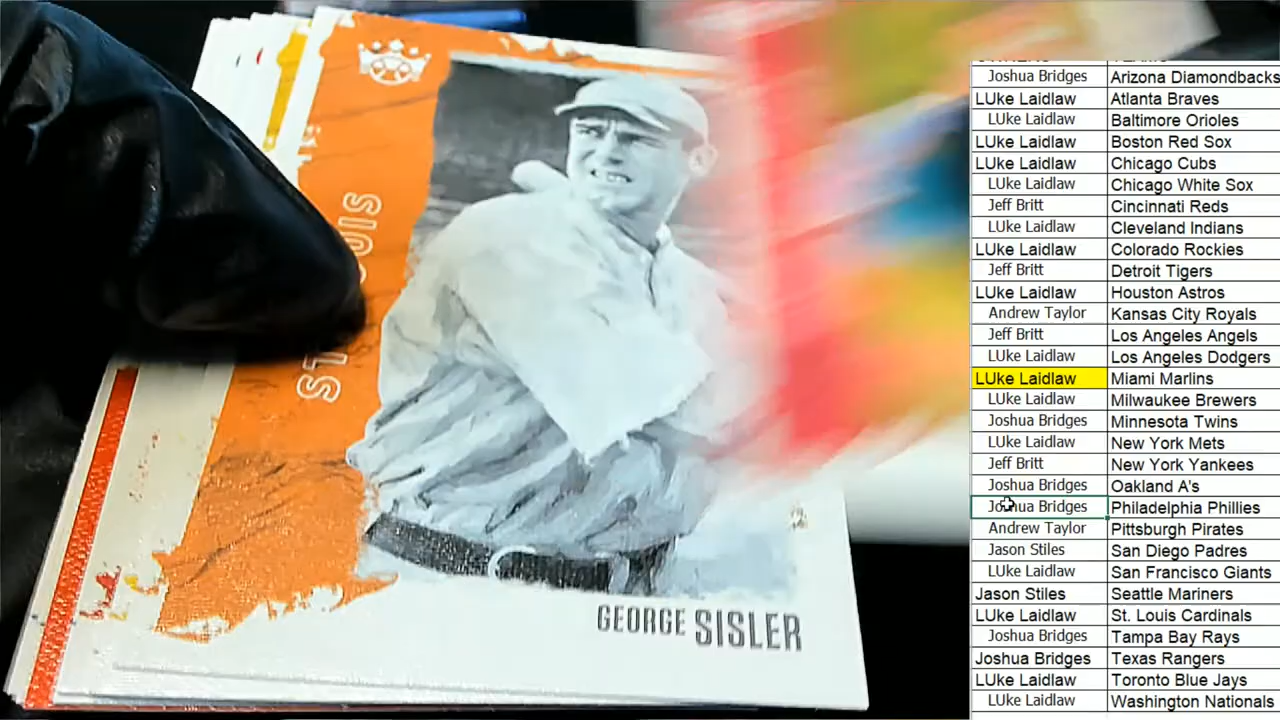 ST. LOUIS
GEORGE SISLER
Joshua Bridges Arizona Diamondbacks
LUke Laidlaw Atlanta Braves
LUke Laidlaw Baltimore Orioles
LUke Laidlaw Boston Red Sox
LUke Laidlaw Chicago Cubs
LUke Laidlaw Chicago White Sox
Jeff Britt Cincinnati Reds
LUke Laidlaw Cleveland Indians
LUke Laidlaw Colorado Rockies
Jeff Britt Detroit Tigers
LUke Laidlaw Houston Astros
Andrew Taylor Kansas City Royals
Jeff Britt Los Angeles Angels
LUke Laidlaw Los Angeles Dodgers
LUke Laidlaw Miami Marlins
LUke Laidlaw Milwaukee Brewers
Joshua Bridges Minnesota Twins
LUke Laidlaw New York Mets
Jeff Britt New York Yankees
Joshua Bridges Oakland A's
Joshua Bridges Philadelphia Phillies
Andrew Taylor Pittsburgh Pirates
Jason Stiles San Diego Padres
LUke Laidlaw San Francisco Giants
Jason Stiles Seattle Mariners
LUke Laidlaw St. Louis Cardinals
Joshua Bridges Tampa Bay Rays
Joshua Bridges Texas Rangers
LUke Laidlaw Toronto Blue Jays
LUke Laidlaw Washington Nationals